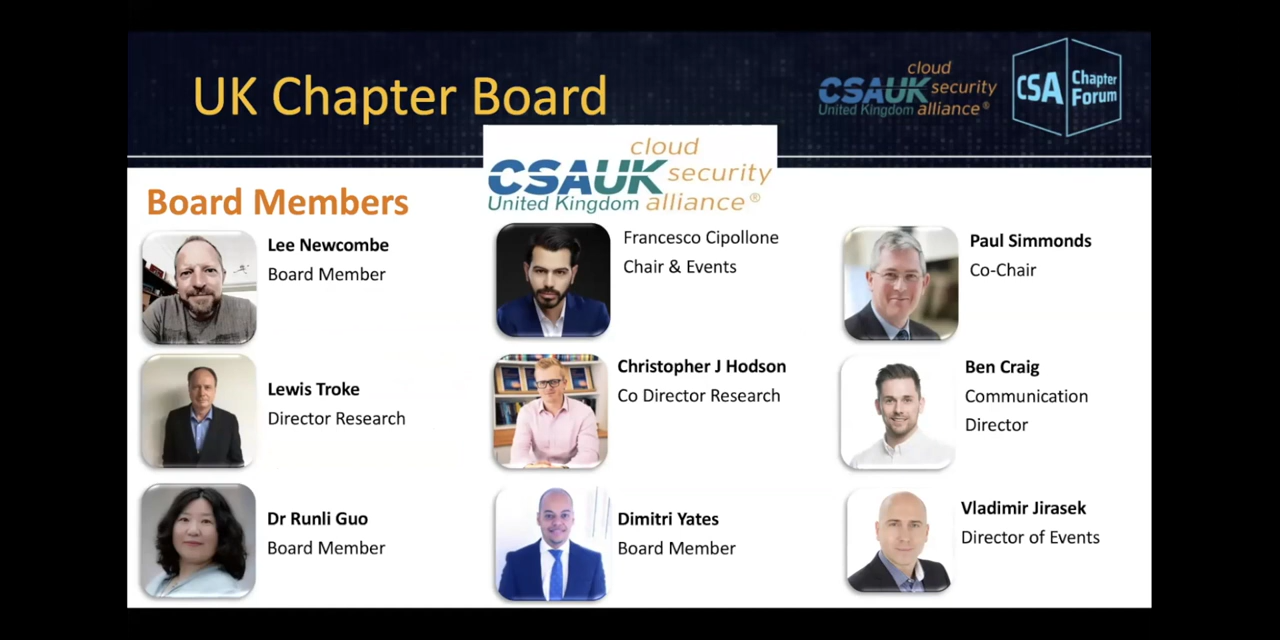 UK Chapter Board
cloud
CSAUK security
United Kingdom alliance®
CSA Chapter
Forum
cloud
CSAUK security
United Kingdom alliance®
Board Members
Lee Newcombe
Board Member
Francesco Cipollone
Chair & Events
Paul Simmonds
Co-Chair
Lewis Troke
Director Research
Christopher J Hodson
Co Director Research
Ben Craig
Communication
Director
Dr Runli Guo
Board Member
Dimitri Yates
Board Member
Vladimir Jirasek
Director of Events